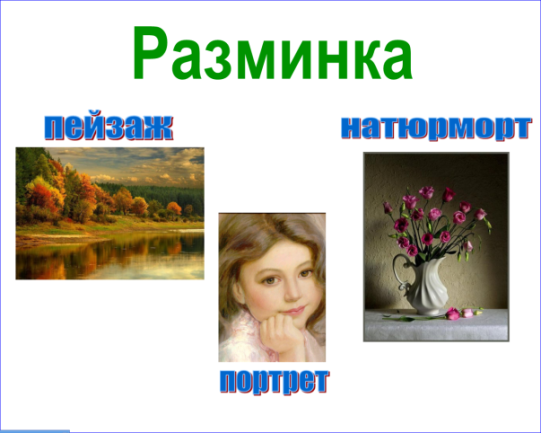 Разминка
пейзаж
натюрморт
портрет